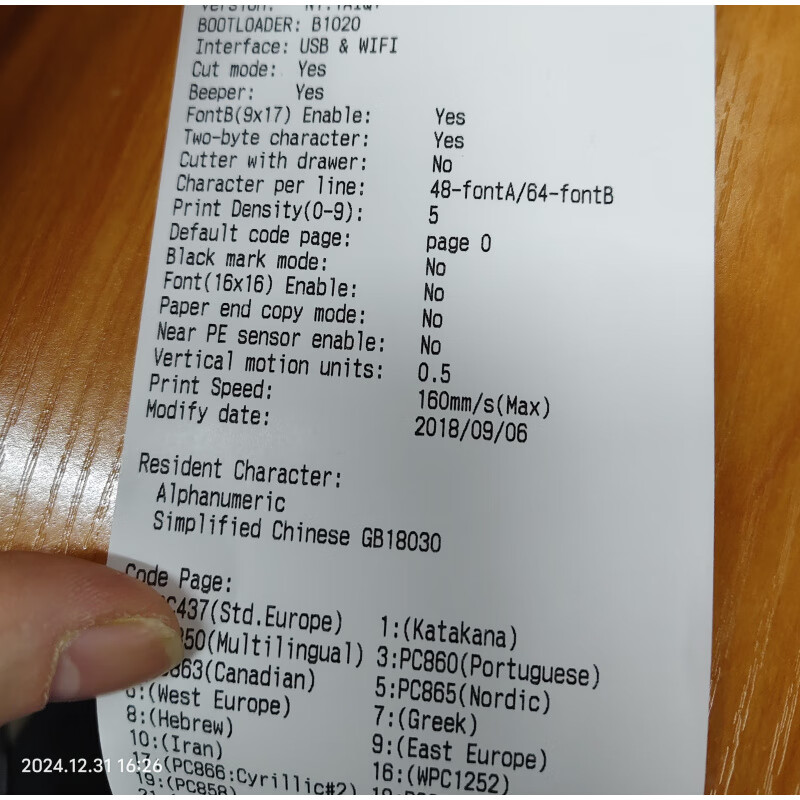 BOOTLOADER: B1020
Interface: USB & WIFI
Cut mode: Yes
Beeper: Yes
FontB(9x17) Enable: Yes
Two-byte character: Yes
Cutter with drawer: No
Character per line: 48-fontA/64-fontB
Print Density(0-9): 5
Default code page: page 0
Black mark mode: No
Font(16x16) Enable: No
Paper end copy mode: No
Near PE sensor enable: No
Vertical motion units: 0.5
Print Speed: 160mm/s(Max)
Modify date: 2018/09/06
Resident Character:
Alphanumeric
Simplified Chinese GB18030
Code Page:
C437(Std.Europe) 1:(Katakana)
850(Multilingual) 3:PC860(Portuguese)
863(Canadian) 5:PC865(Nordic)
6:(West Europe) 7:(Greek)
8:(Hebrew) 9:(East Europe)
10:(Iran) 16:(WPC1252)
17:(PC866:Cyrillic#2)
19:(PC858)
2024.12.31 16:26